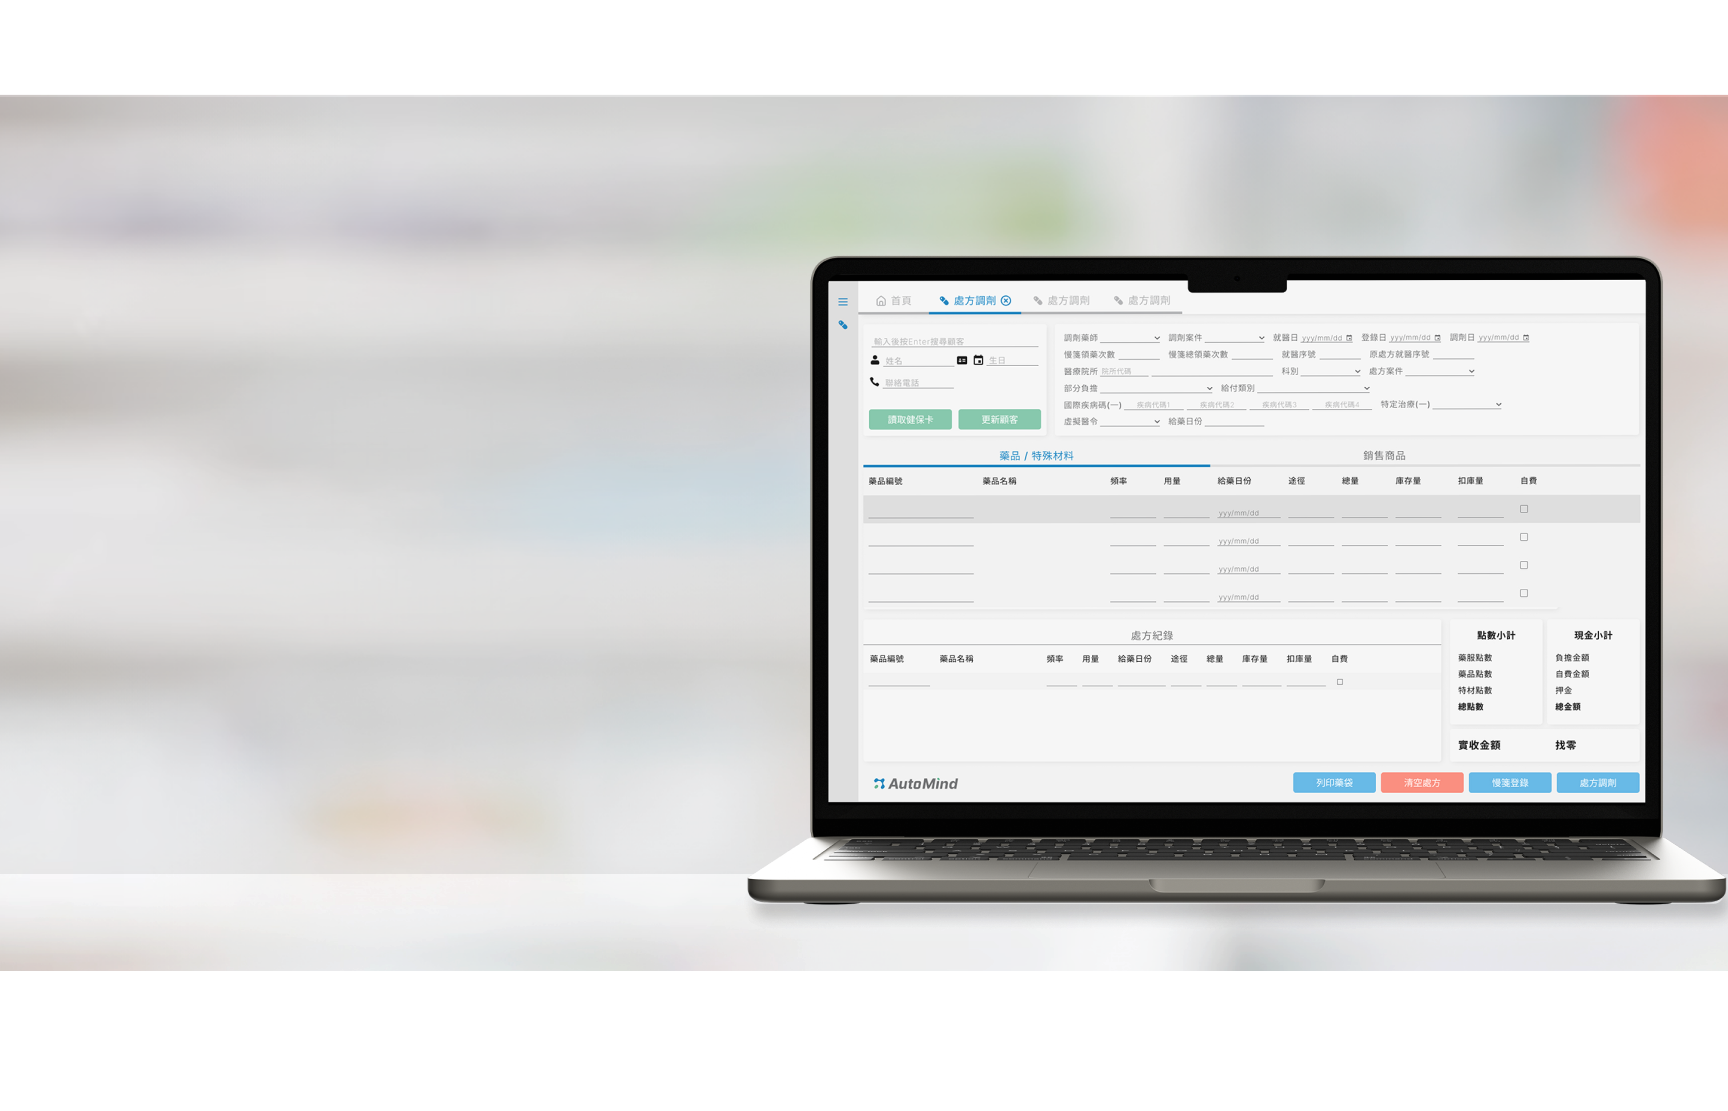 首頁 處方調劑 處方調劑 處方調劑
輸入後按Enter搜尋顧客
姓名 生日
聯絡電話
讀取健保卡 更新顧客
調劑藥師 調劑案件 就醫日 yyy/mm/dd 登錄日 yyy/mm/dd 調劑日 yyy/mm/dd
慢箋領藥次數 慢箋總領藥次數 就醫序號 原處方就醫序號
醫療院所 院所代碼 科別 處方案件
部分負擔 給付類別
國際疾病碼(一) 疾病代碼1 疾病代碼2 疾病代碼3 疾病代碼4 特定治療(一)
虛擬醫令 給藥日份
藥品 / 特殊材料 銷售商品
藥品編號 藥品名稱 頻率 用量 給藥日份 途徑 總量 庫存量 扣庫量 自費
yyy/mm/dd
yyy/mm/dd
yyy/mm/dd
yyy/mm/dd
處方紀錄
藥品編號 藥品名稱 頻率 用量 給藥日份 途徑 總量 庫存量 扣庫量 自費
點數小計
藥服點數
藥品點數
特材點數
總點數
現金小計
負擔金額
自費金額
押金
總金額
實收金額 找零
AutoMind
列印藥袋 清空處方 慢箋登錄 處方調劑